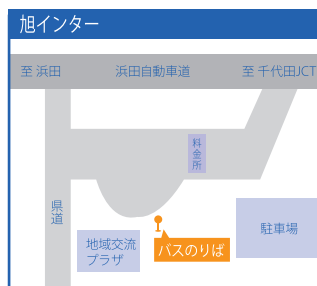 旭インター
至 浜田
浜田自動車道
至 千代田JCT
料金所
県道
地域交流
プラザ
バスのりば
駐車場